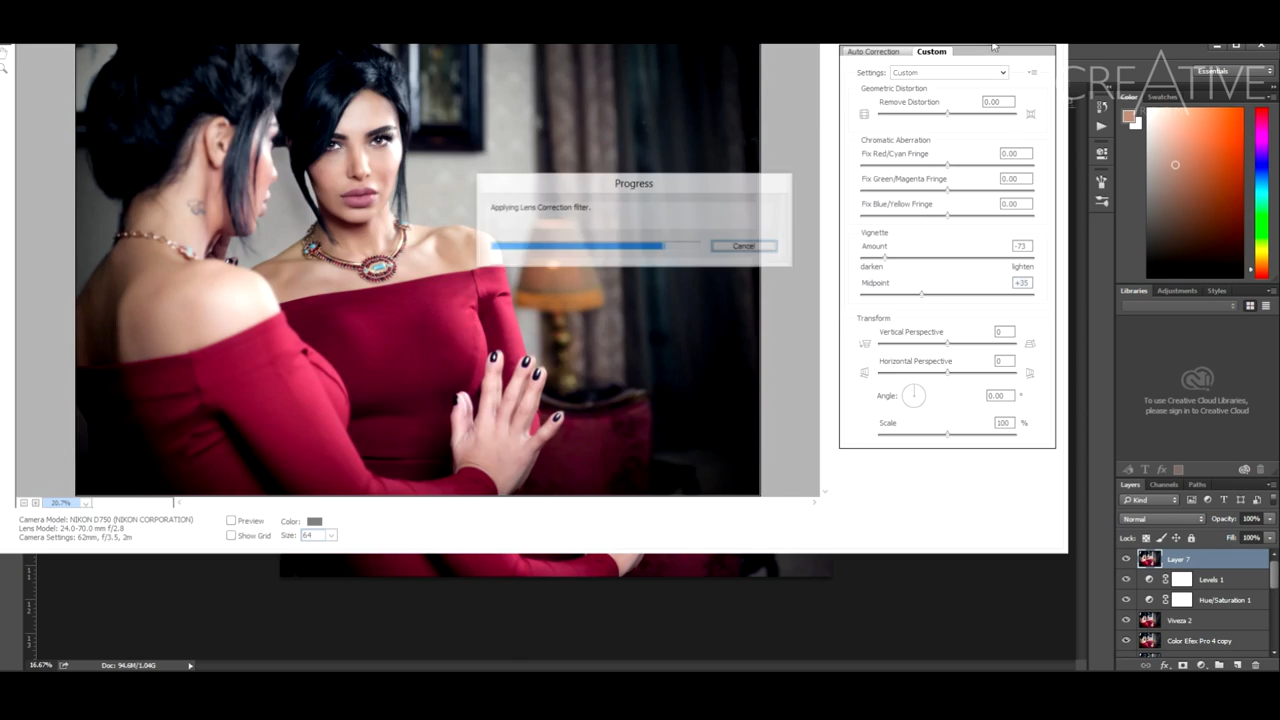 Auto Correction Custom
CREATIVE
Essentials
Settings: Custom
Color Swatches
Geometric Distortion
Remove Distortion 0.00
Chromatic Aberration
Fix Red/Cyan Fringe 0.00
Progress
Fix Green/Magenta Fringe 0.00
Applying Lens Correction filter.
Fix Blue/Yellow Fringe 0.00
Vignette
Cancel
Amount -73
darken lighten
Midpoint +35
Libraries Adjustments Styles
Transform
Vertical Perspective 0
Horizontal Perspective 0
Angle: 0.00 °
To use Creative Cloud Libraries,
please sign in to Creative Cloud
Scale 100 %
Layers Channels Paths
Kind
26.7%
Camera Model: NIKON D750 (NIKON CORPORATION)
Lens Model: 24.0-70.0 mm f/2.8
Camera Settings: 62mm, f/3.5, 2m
Preview Color:
Show Grid Size: 64
Normal Opacity: 100%
Lock: Fill: 100%
Layer 7
Levels 1
Hue/Saturation 1
Viveza 2
Color Efex Pro 4 copy
16.67% Doc: 94.6M/1.04G